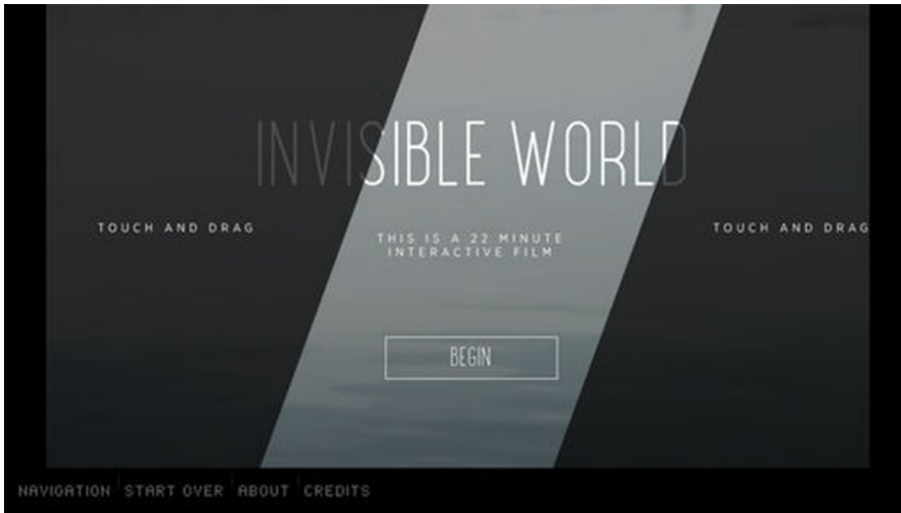 INVISIBLE WORLD
TOUCH AND DRAG
TOUCH AND DRAG
THIS IS A 22 MINUTE
INTERACTIVE FILM
BEGIN
NAVIGATION START OVER ABOUT CREDITS